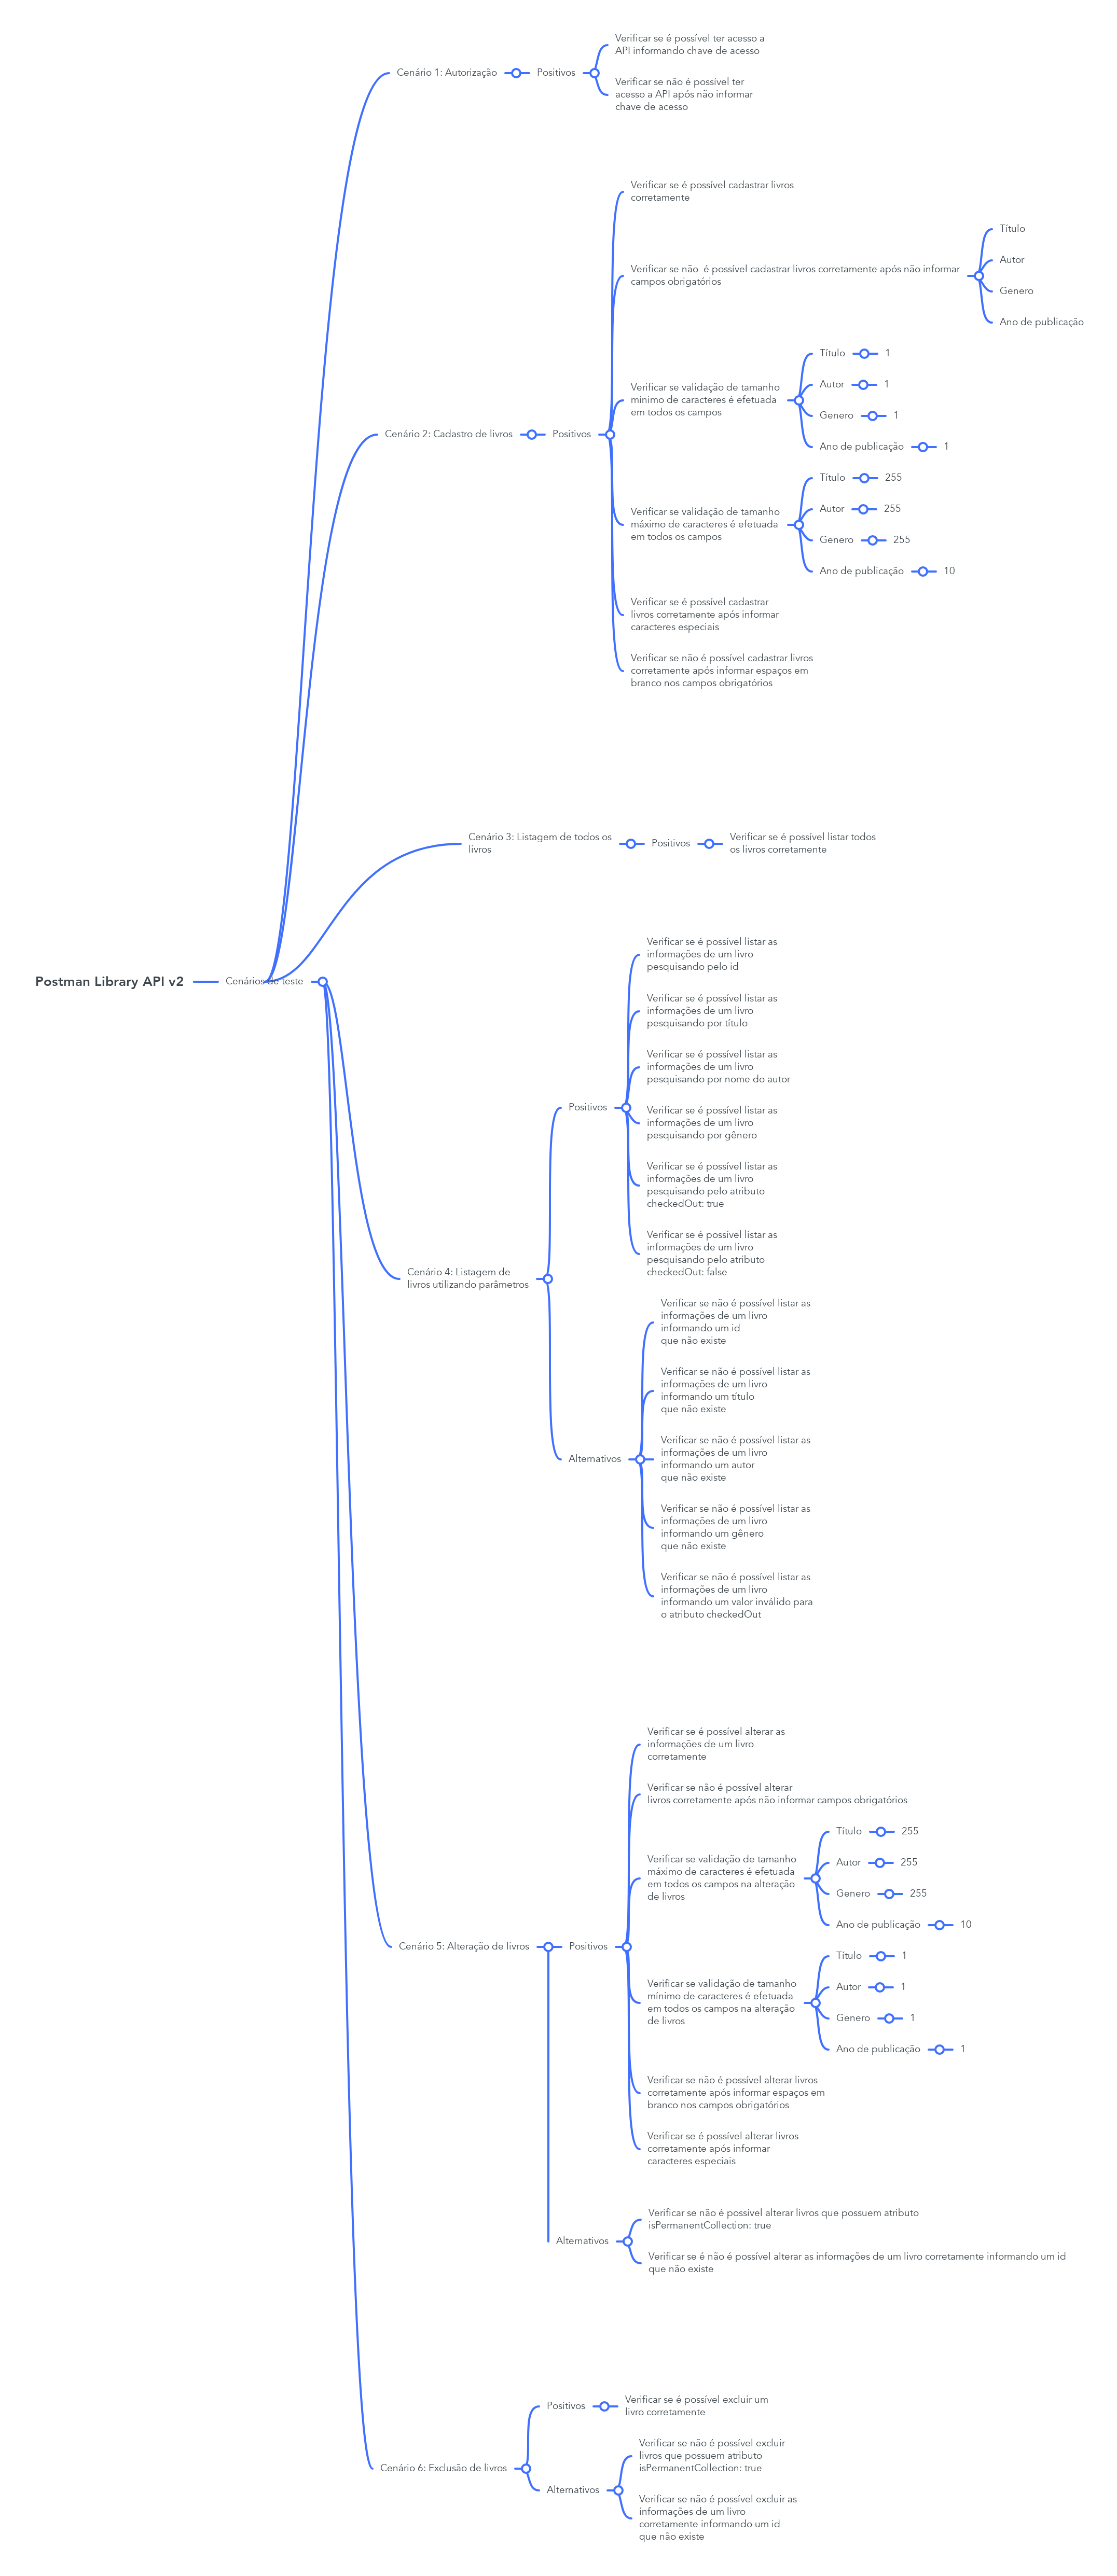 Postman Library API v2
Cenários de teste
Cenário 1: Autorização
Positivos
Verificar se é possível ter acesso a
API informando chave de acesso
Verificar se não é possível ter
acesso a API após não informar
chave de acesso
Cenário 2: Cadastro de livros
Positivos
Verificar se é possível cadastrar livros
corretamente
Verificar se não  é possível cadastrar livros corretamente após não informar
campos obrigatórios
Título
Autor
Genero
Ano de publicação
Verificar se validação de tamanho
mínimo de caracteres é efetuada
em todos os campos
Título 1
Autor 1
Genero 1
Ano de publicação 1
Verificar se validação de tamanho
máximo de caracteres é efetuada
em todos os campos
Título 255
Autor 255
Genero 255
Ano de publicação 10
Verificar se é possível cadastrar
livros corretamente após informar
caracteres especiais
Verificar se não é possível cadastrar livros
corretamente após informar espaços em
branco nos campos obrigatórios
Cenário 3: Listagem de todos os
livros
Positivos
Verificar se é possível listar todos
os livros corretamente
Cenário 4: Listagem de
livros utilizando parâmetros
Positivos
Verificar se é possível listar as
informações de um livro
pesquisando pelo id
Verificar se é possível listar as
informações de um livro
pesquisando por título
Verificar se é possível listar as
informações de um livro
pesquisando por nome do autor
Verificar se é possível listar as
informações de um livro
pesquisando por gênero
Verificar se é possível listar as
informações de um livro
pesquisando pelo atributo
checkedOut: true
Verificar se é possível listar as
informações de um livro
pesquisando pelo atributo
checkedOut: false
Alternativos
Verificar se não é possível listar as
informações de um livro
informando um id
que não existe
Verificar se não é possível listar as
informações de um livro
informando um título
que não existe
Verificar se não é possível listar as
informações de um livro
informando um autor
que não existe
Verificar se não é possível listar as
informações de um livro
informando um gênero
que não existe
Verificar se não é possível listar as
informações de um livro
informando um valor inválido para
o atributo checkedOut
Cenário 5: Alteração de livros
Positivos
Verificar se é possível alterar as
informações de um livro
corretamente
Verificar se não é possível alterar
livros corretamente após não informar campos obrigatórios
Verificar se validação de tamanho
máximo de caracteres é efetuada
em todos os campos na alteração
de livros
Título 255
Autor 255
Genero 255
Ano de publicação 10
Verificar se validação de tamanho
mínimo de caracteres é efetuada
em todos os campos na alteração
de livros
Título 1
Autor 1
Genero 1
Ano de publicação 1
Verificar se não é possível alterar livros
corretamente após informar espaços em
branco nos campos obrigatórios
Verificar se é possível alterar livros
corretamente após informar
caracteres especiais
Alternativos
Verificar se não é possível alterar livros que possuem atributo
isPermanentCollection: true
Verificar se é não é possível alterar as informações de um livro corretamente informando um id
que não existe
Cenário 6: Exclusão de livros
Positivos
Verificar se é possível excluir um
livro corretamente
Alternativos
Verificar se não é possível excluir
livros que possuem atributo
isPermanentCollection: true
Verificar se não é possível excluir as
informações de um livro
corretamente informando um id
que não existe